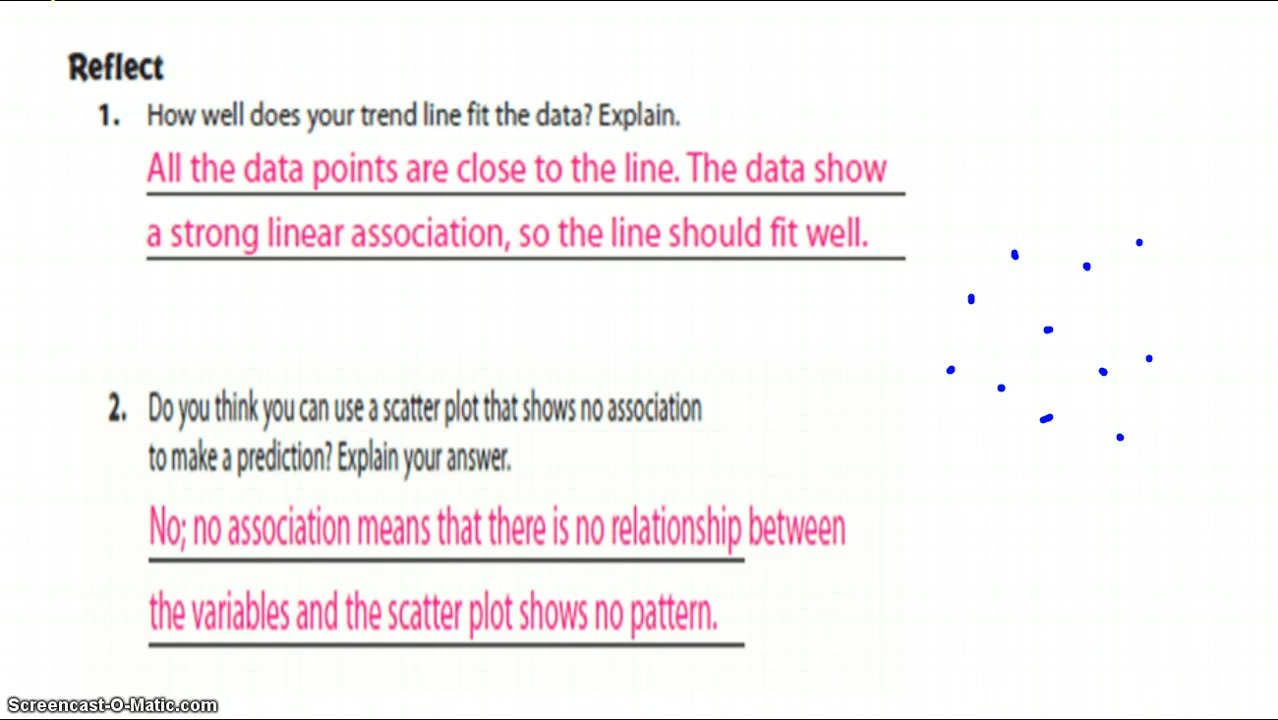 Reflect
1. How well does your trend line fit the data? Explain.
All the data points are close to the line. The data show
a strong linear association, so the line should fit well.
2. Do you think you can use a scatter plot that shows no association
to make a prediction? Explain your answer.
No; no association means that there is no relationship between
the variables and the scatter plot shows no pattern.
Screencast-O-Matic.com